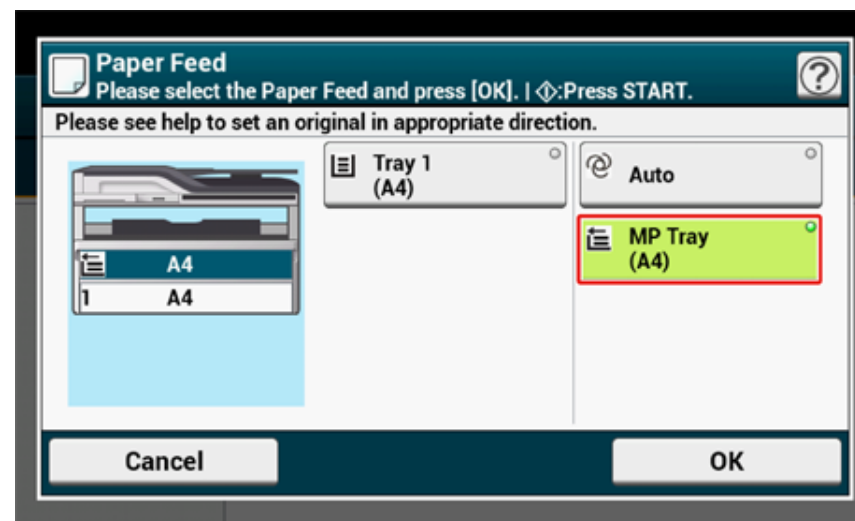 Paper Feed
Please select the Paper Feed and press [OK]. | :Press START.
Please see help to set an original in appropriate direction.
Tray 1
(A4)
Auto
MP Tray
(A4)
A4
1 A4
Cancel
OK